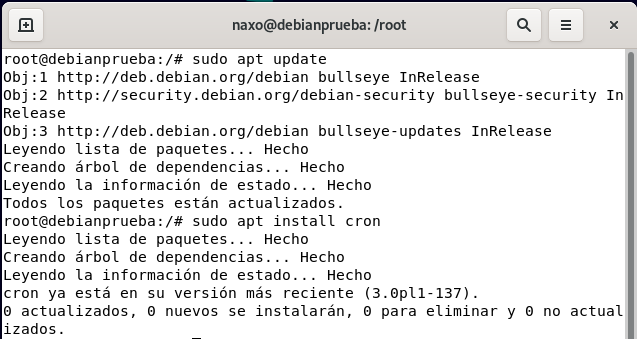 naxo@debianprueba: /root
root@debianprueba:/# sudo apt update
Obj:1 http://deb.debian.org/debian bullseye InRelease
Obj:2 http://security.debian.org/debian-security bullseye-security In
Release
Obj:3 http://deb.debian.org/debian bullseye-updates InRelease
Leyendo lista de paquetes... Hecho
Creando árbol de dependencias... Hecho
Leyendo la información de estado... Hecho
Todos los paquetes están actualizados.
root@debianprueba:/# sudo apt install cron
Leyendo lista de paquetes... Hecho
Creando árbol de dependencias... Hecho
Leyendo la información de estado... Hecho
cron ya está en su versión más reciente (3.0pl1-137).
0 actualizados, 0 nuevos se instalarán, 0 para eliminar y 0 no actual
izados.